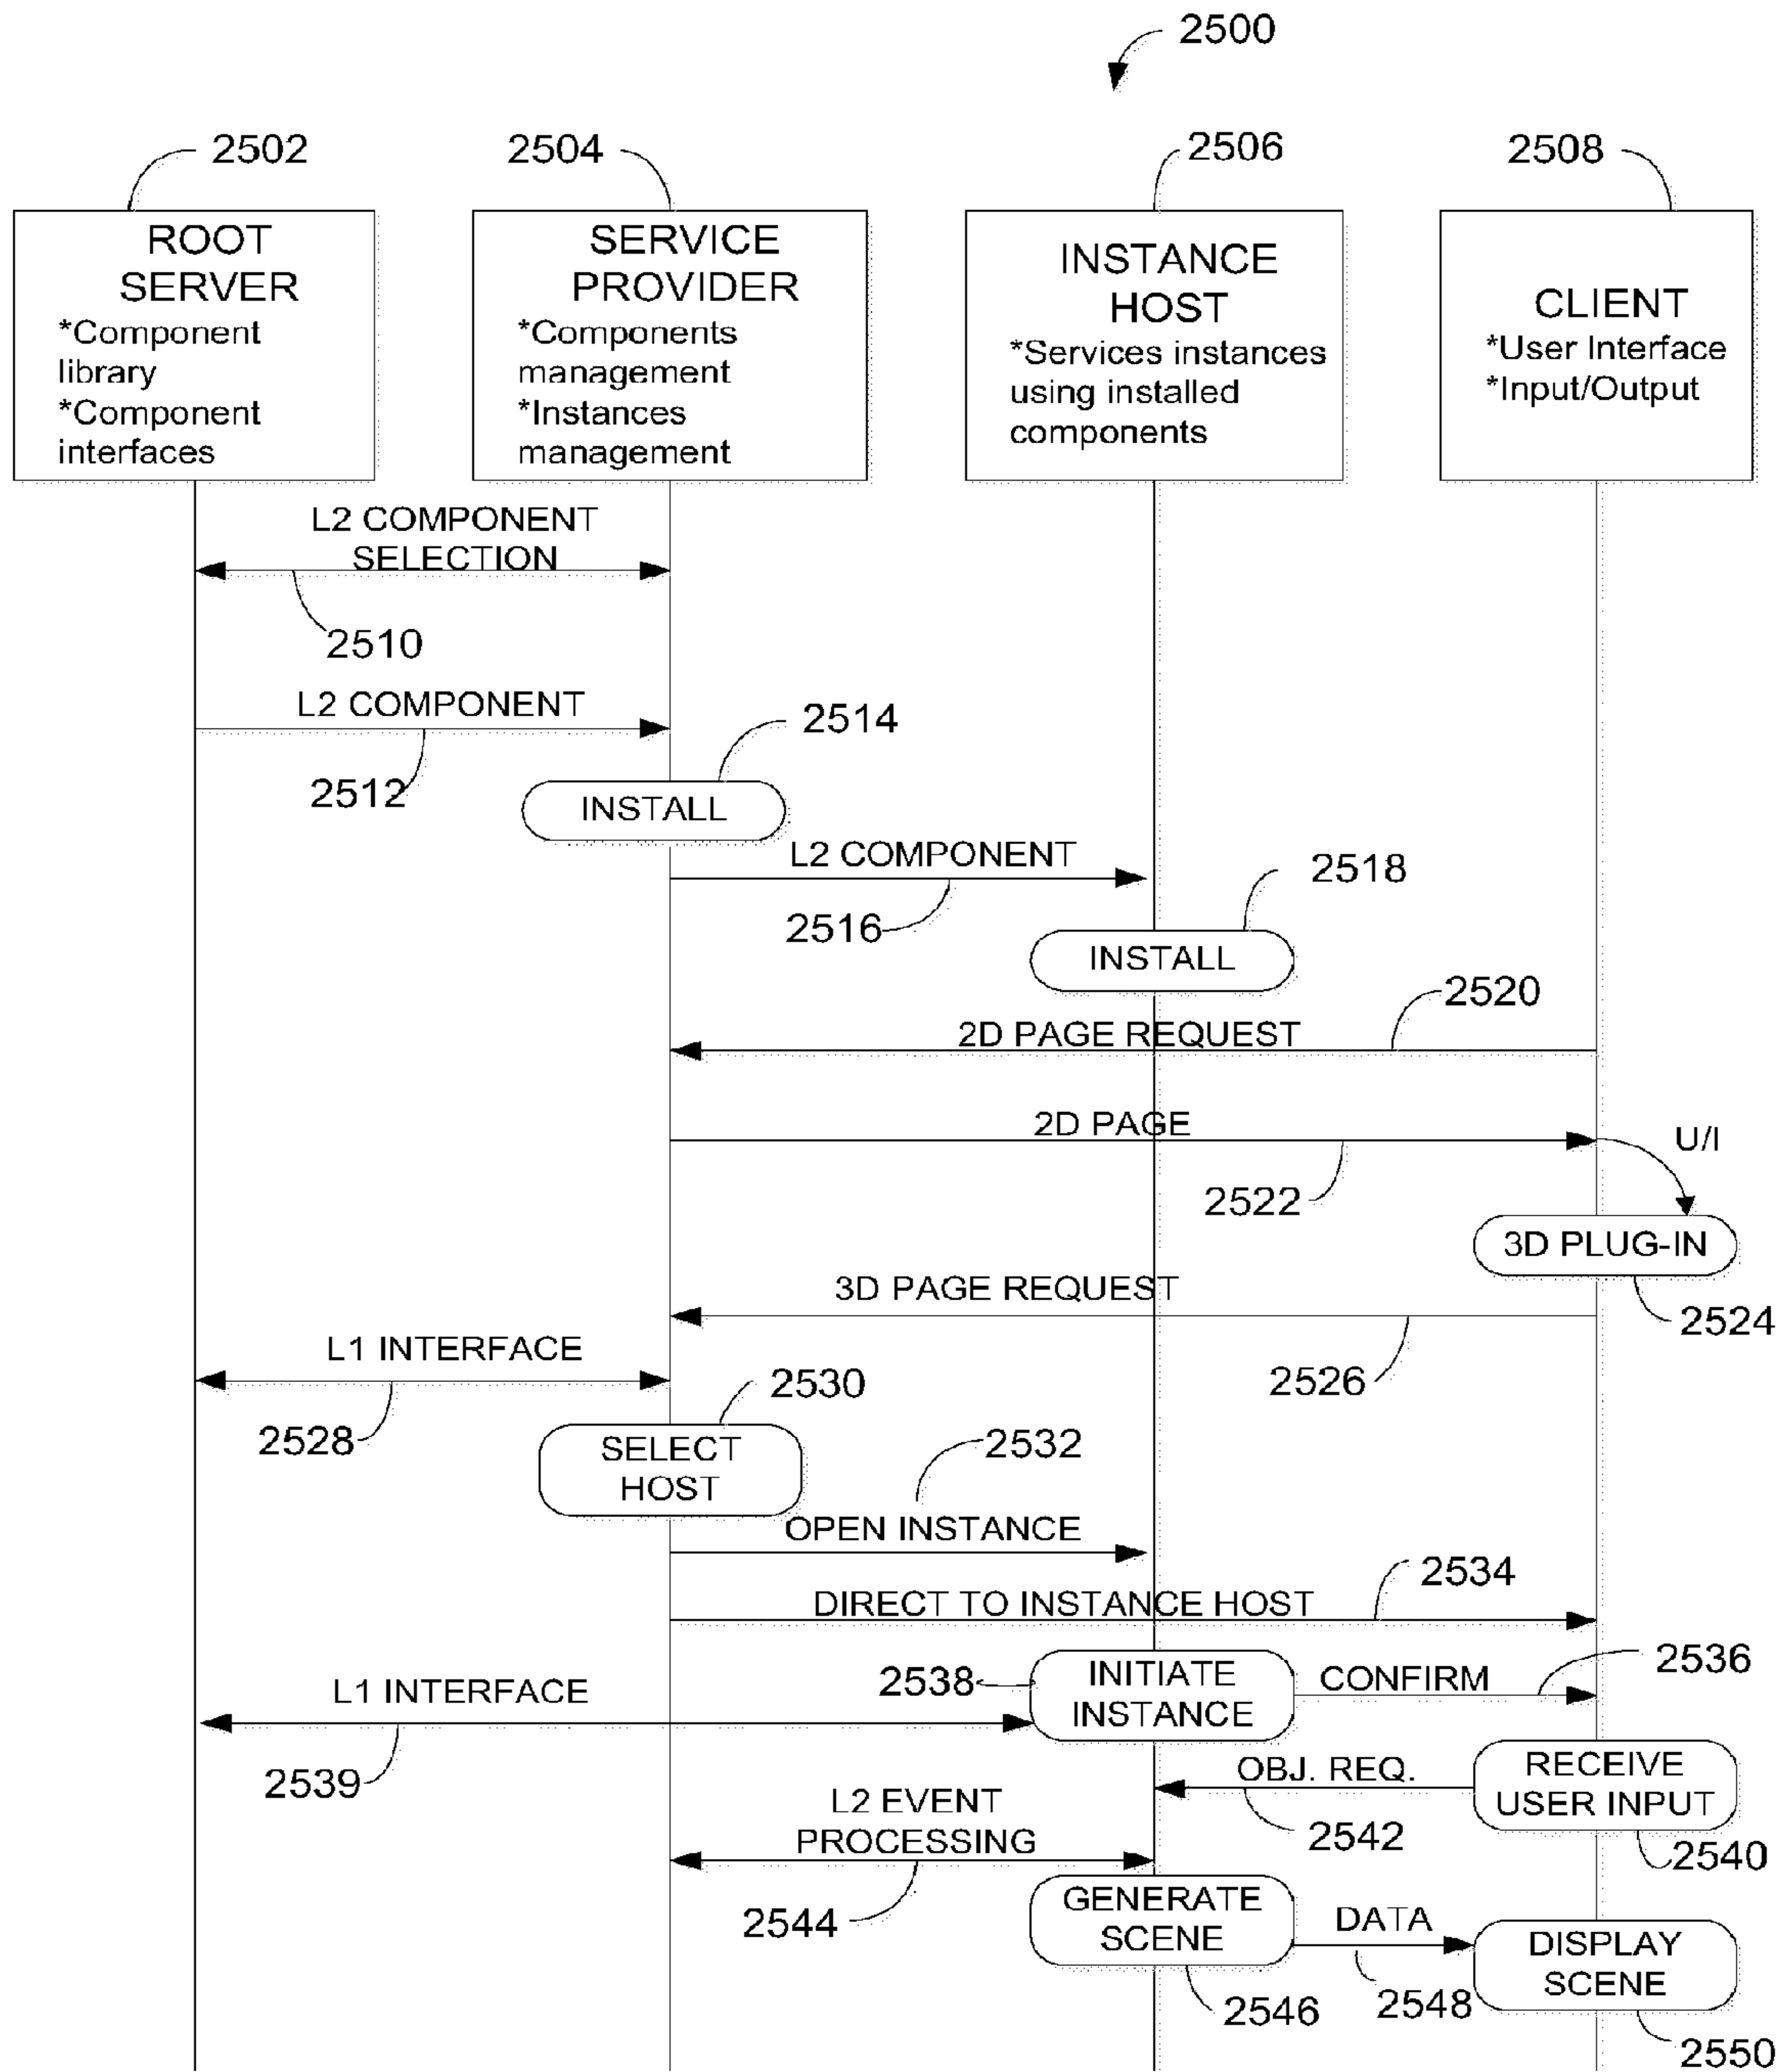 2500
2502
2504
2506
2508
ROOT
SERVER
*Component
library
*Component
interfaces
SERVICE
PROVIDER
*Components
management
*Instances
management
INSTANCE
HOST
*Services instances
using installed
components
CLIENT
*User Interface
*Input/Output
L2 COMPONENT
SELECTION
2510
L2 COMPONENT
2512
2514
INSTALL
L2 COMPONENT
2516
2518
INSTALL
2520
2D PAGE REQUEST
2D PAGE
U/I
2522
3D PLUG-IN
2524
3D PAGE REQUEST
2526
L1 INTERFACE
2528
2530
SELECT
HOST
2532
OPEN INSTANCE
2534
DIRECT TO INSTANCE HOST
2536
2538
INITIATE
INSTANCE
CONFIRM
L1 INTERFACE
2539
OBJ. REQ.
2542
RECEIVE
USER INPUT
2540
L2 EVENT
PROCESSING
2544
GENERATE
SCENE
2546
DATA
2548
DISPLAY
SCENE
2550